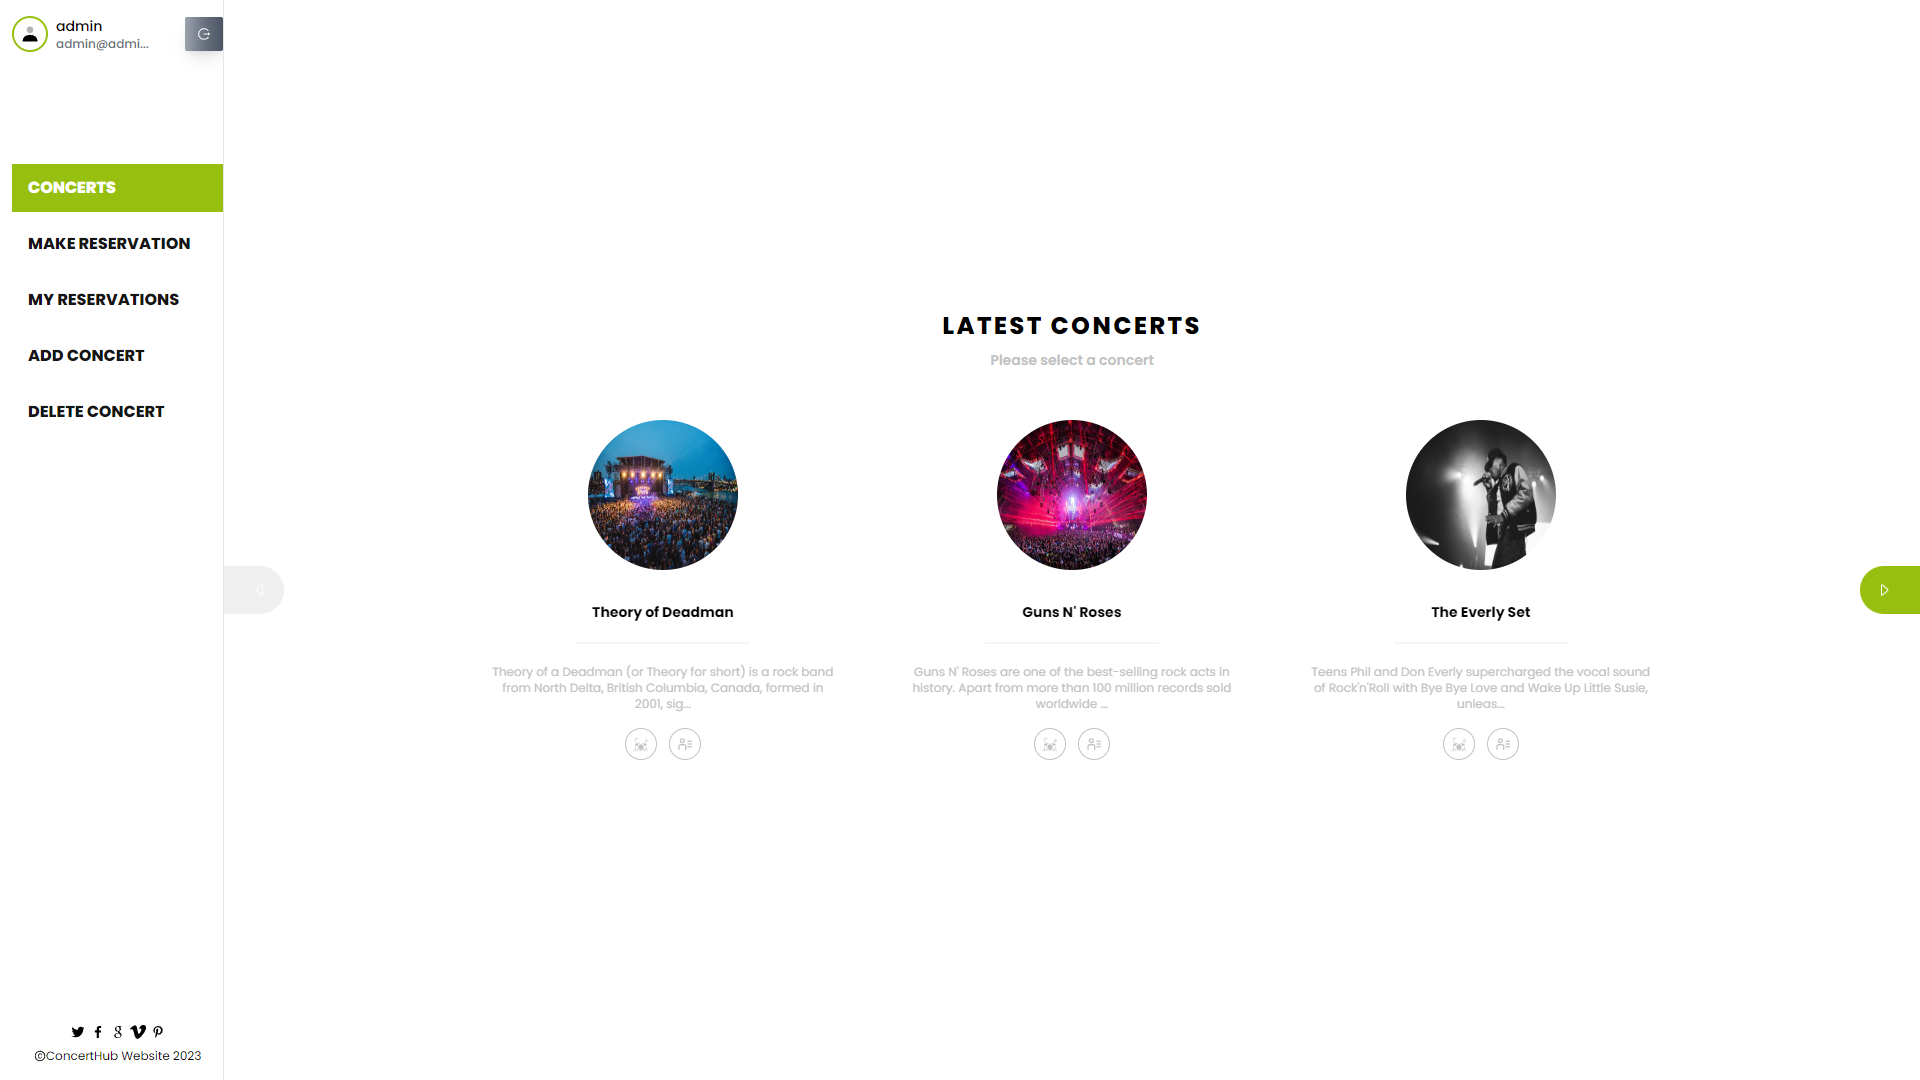 admin
admin@admi...
CONCERTS
MAKE RESERVATION
MY RESERVATIONS
ADD CONCERT
DELETE CONCERT
©ConcertHub Website 2023
LATEST CONCERTS
Please select a concert
Theory of Deadman
Theory of a Deadman (or Theory for short) is a rock band
from North Delta, British Columbia, Canada, formed in
2001, sig...
Guns N' Roses
Guns N' Roses are one of the best-selling rock acts in
history. Apart from more than 100 million records sold
worldwide ...
The Everly Set
Teens Phil and Don Everly supercharged the vocal sound
of Rock'n'Roll with Bye Bye Love and Wake Up Little Susie,
unleas...